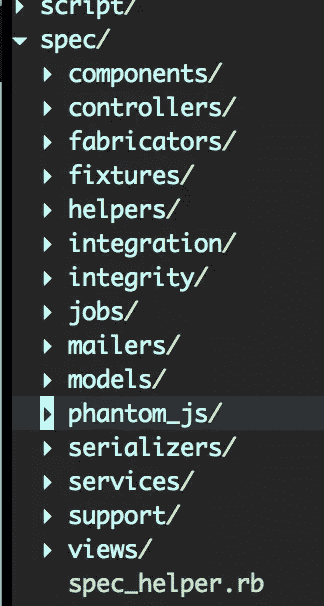 script/
spec/
components/
controllers/
fabricators/
fixtures/
helpers/
integration/
integrity/
jobs/
mailers/
models/
phantom_js/
serializers/
services/
support/
views/
spec_helper.rb